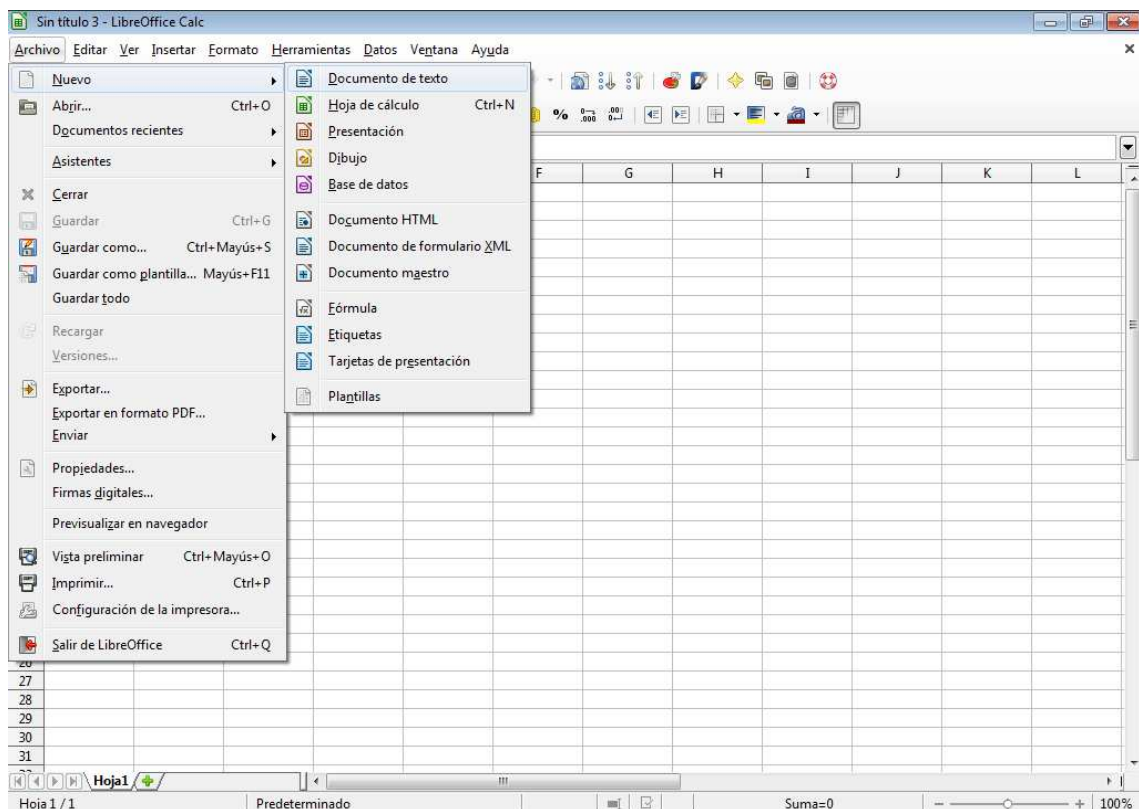 Sin título 3 - LibreOffice Calc
Archivo Editar Ver Insertar Formato Herramientas Datos Ventana Ayuda
Nuevo
Abrir... Ctrl+O
Documentos recientes
Asistentes
Cerrar
Guardar Ctrl+G
Guardar como... Ctrl+Mayús+S
Guardar como plantilla... Mayús+F11
Guardar todo
Recargar
Versiones...
Exportar...
Exportar en formato PDF...
Enviar
Propiedades...
Firmas digitales...
Previsualizar en navegador
Vista preliminar Ctrl+Mayús+O
Imprimir... Ctrl+P
Configuración de la impresora...
Salir de LibreOffice Ctrl+Q
Documento de texto
Hoja de cálculo Ctrl+N
Presentación
Dibujo
Base de datos
Documento HTML
Documento de formulario XML
Documento maestro
Fórmula
Etiquetas
Tarjetas de presentación
Plantillas
F G H I J K L
27
28
29
30
31
Hoja1
Hoja 1 / 1 Predeterminado Suma=0 100%